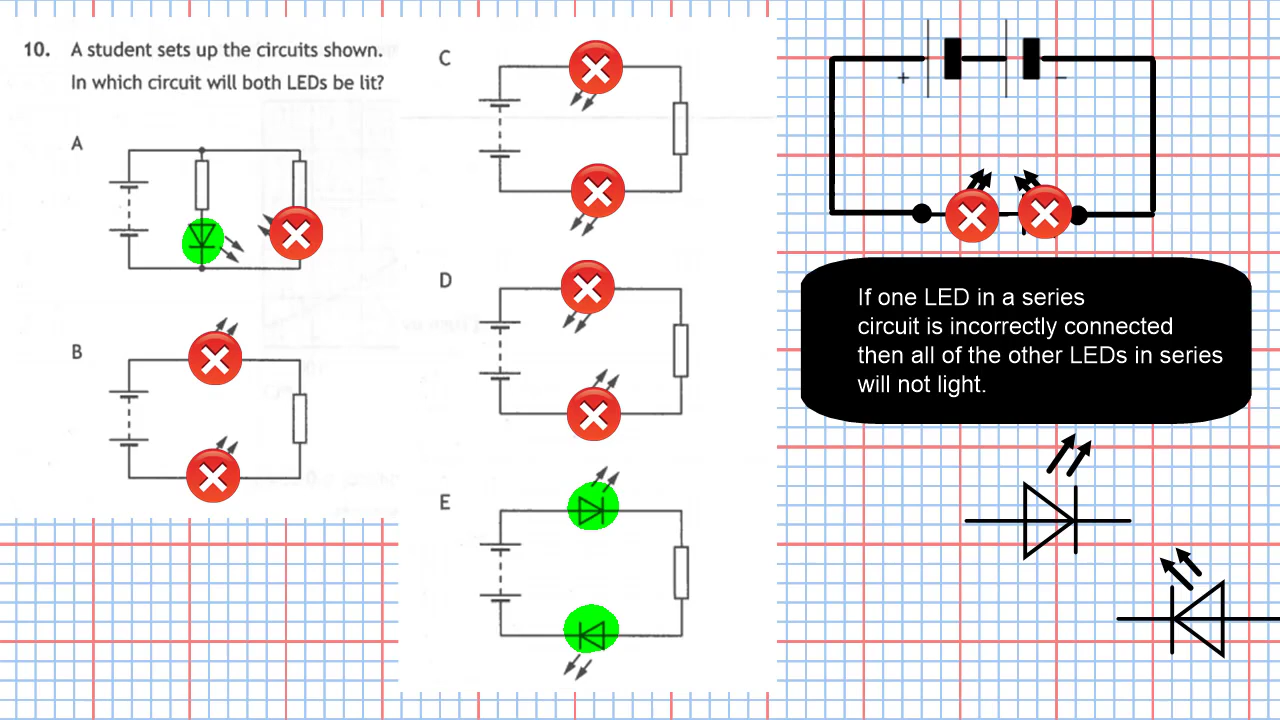 10. A student sets up the circuits shown.
In which circuit will both LEDs be lit?
A
B
C
D
E
+ −
If one LED in a series
circuit is incorrectly connected
then all of the other LEDs in series
will not light.